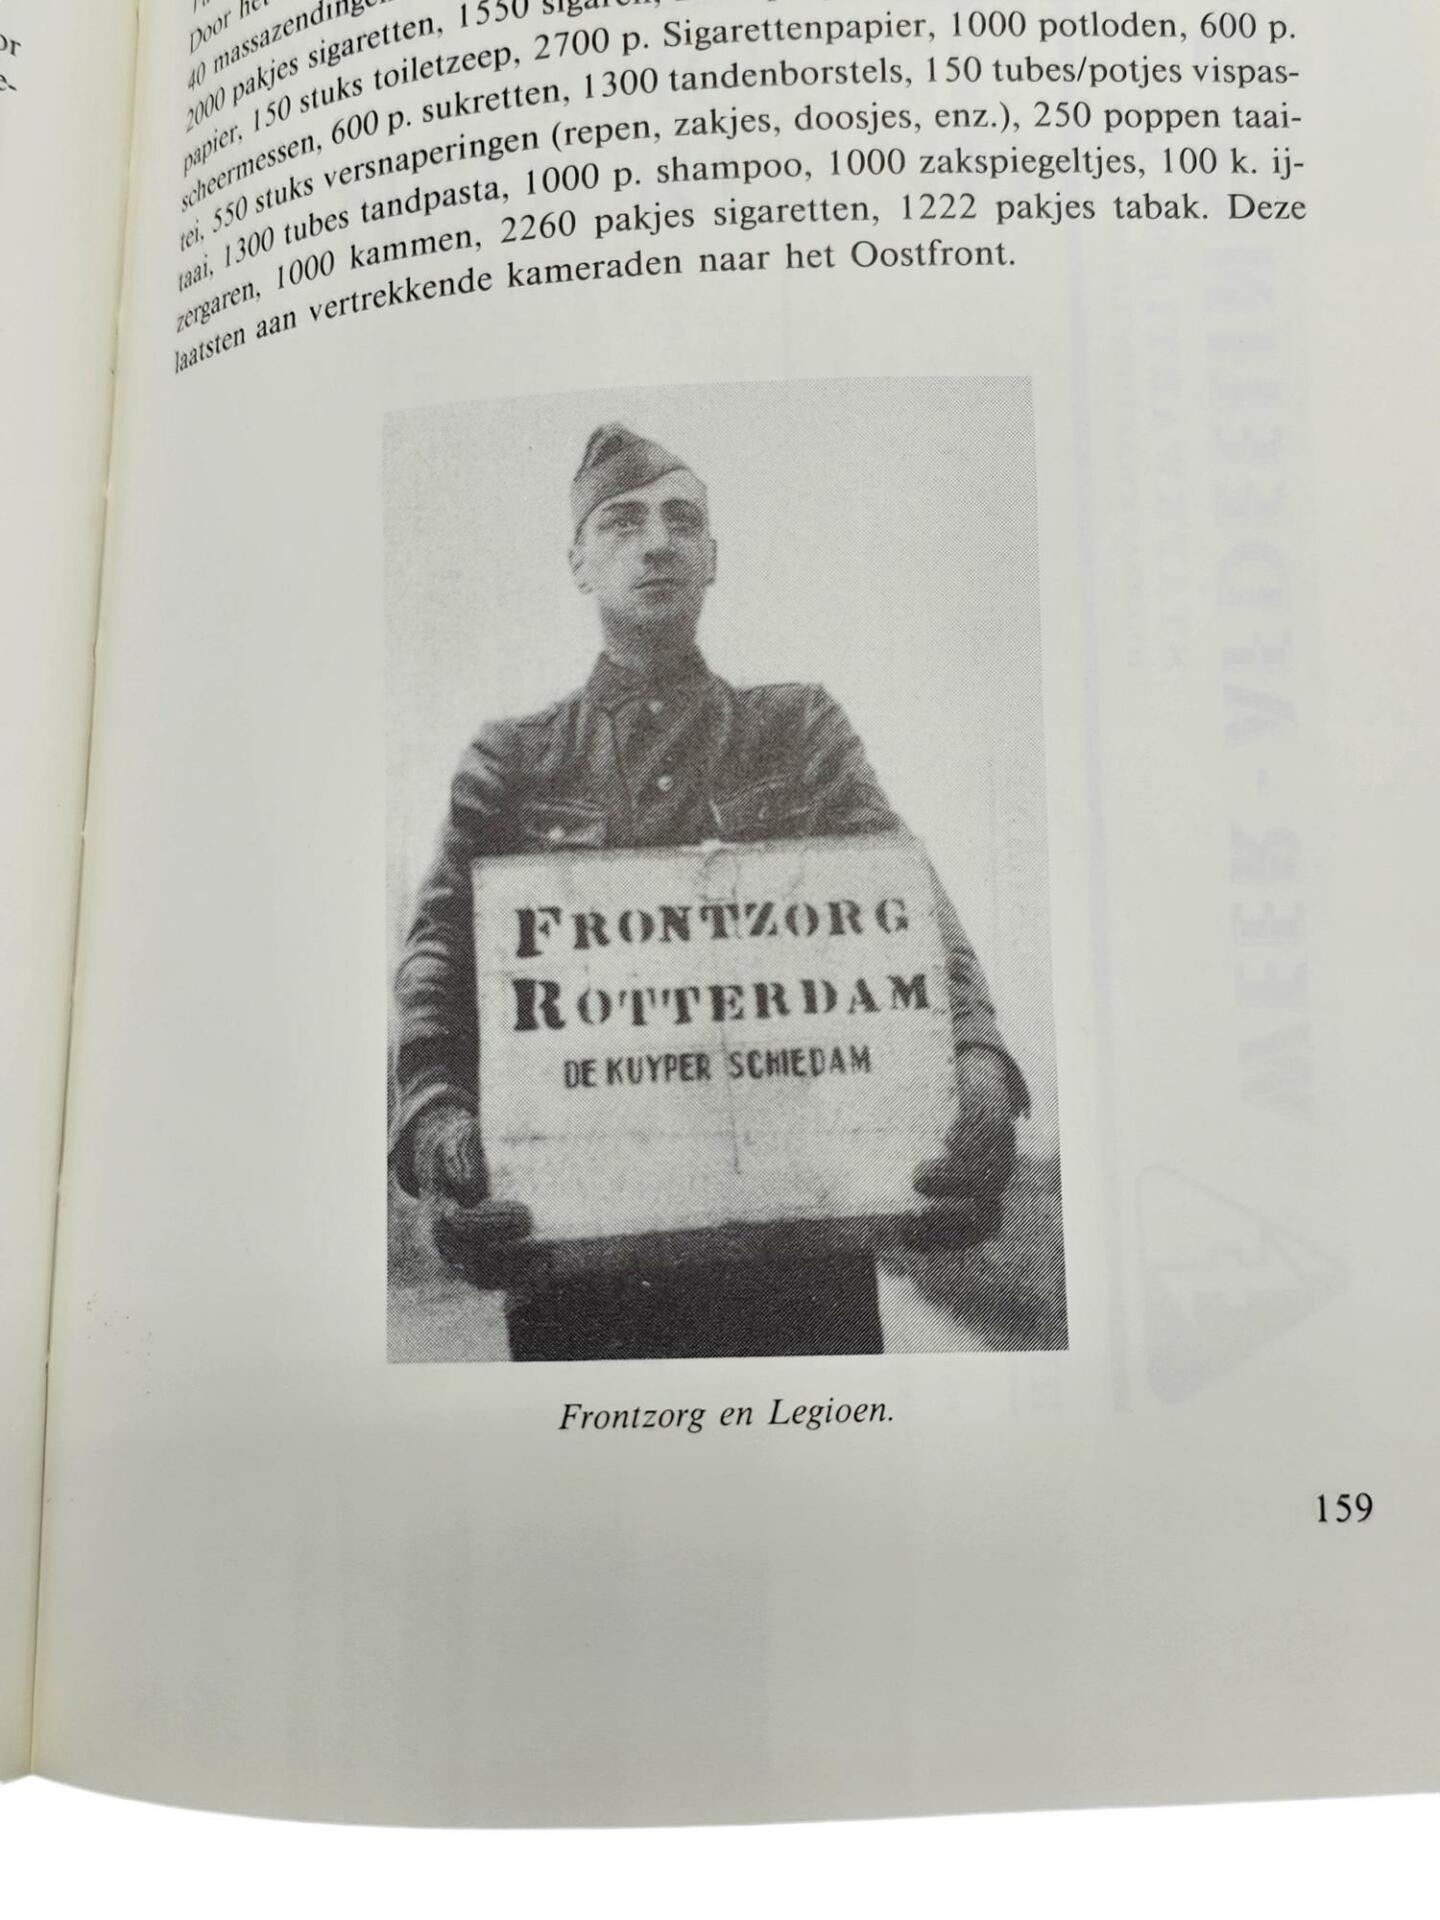 or
Door het
40 massazendingen
2000 pakjes sigaretten, 1550 sigaren,
papier, 150 stuks toiletzeep, 2700 p. Sigarettenpapier, 1000 potloden, 600 p.
scheermessen, 600 p. sukretten, 1300 tandenborstels, 150 tubes/potjes vispas-
tei, 550 stuks versnaperingen (repen, zakjes, doosjes, enz.), 250 poppen taai-
taai, 1300 tubes tandpasta, 1000 p. shampoo, 1000 zakspiegeltjes, 100 k. ij-
zergaren, 1000 kammen, 2260 pakjes sigaretten, 1222 pakjes tabak. Deze
laatsten aan vertrekkende kameraden naar het Oostfront.
FRONTZORG
ROTTERDAM
DE KUYPER SCHIEDAM
Frontzorg en Legioen.
159